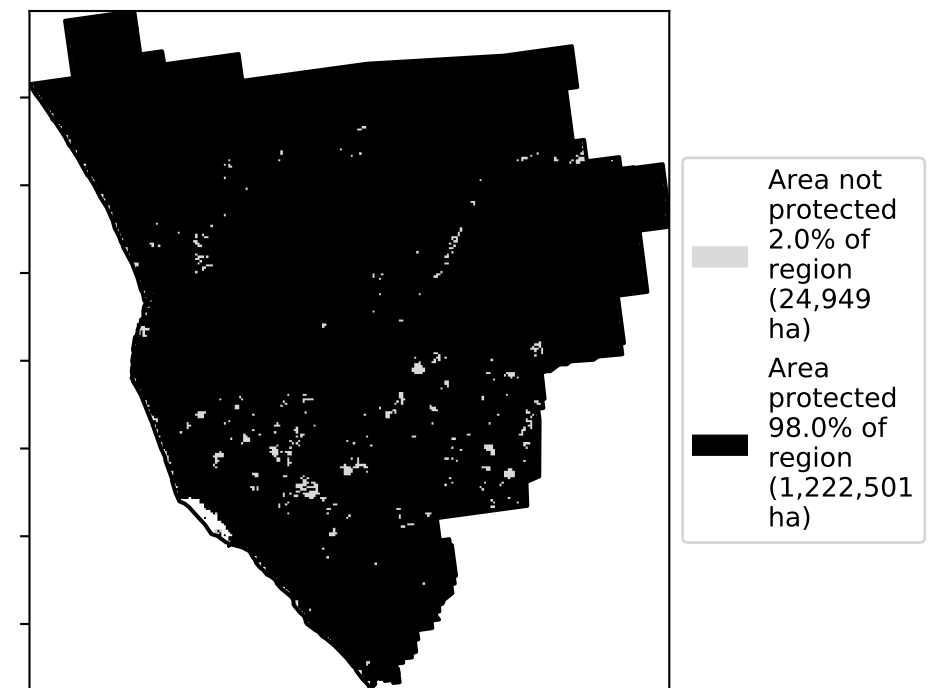 Area not
protected
2.0% of
region
(24,949
ha)
Area
protected
98.0% of
region
(1,222,501
ha)